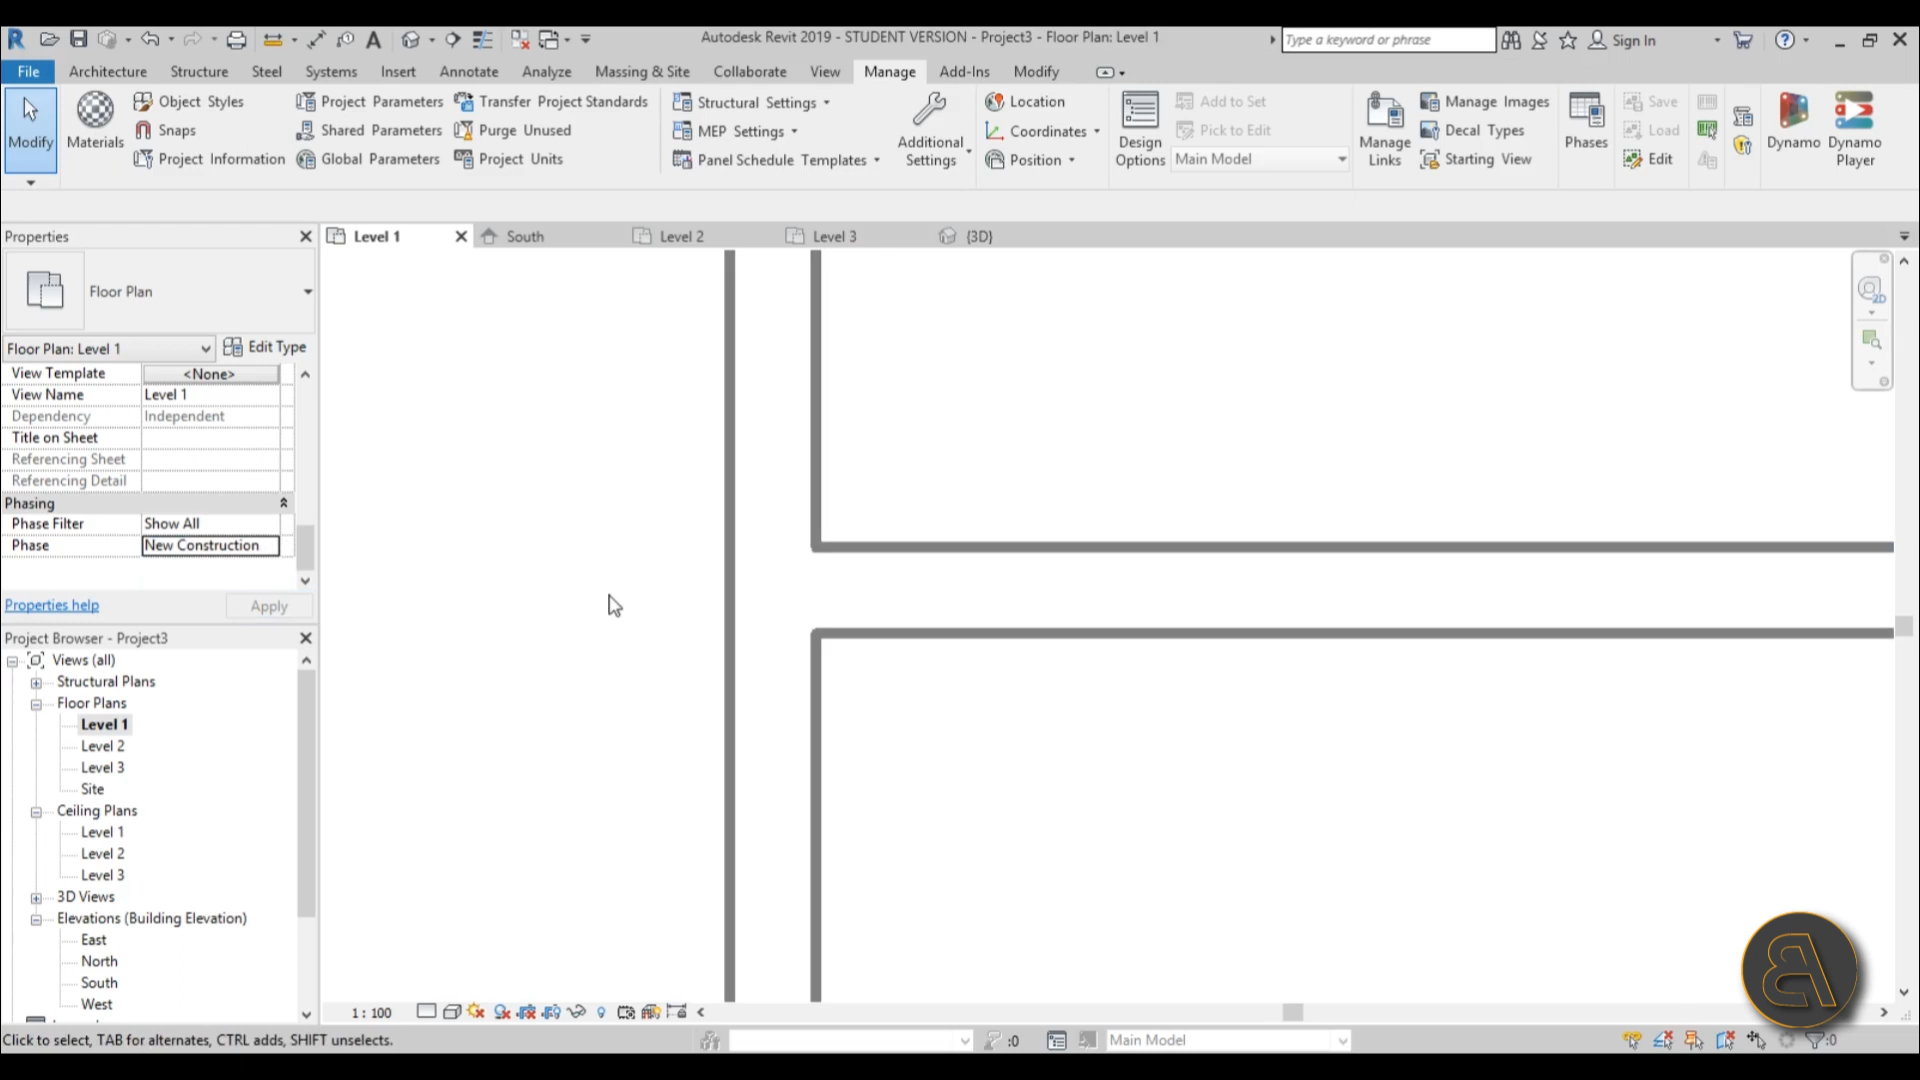 Autodesk Revit 2019 - STUDENT VERSION - Project3 - Floor Plan: Level 1
Type a keyword or phrase
Sign In
File Architecture Structure Steel Systems Insert Annotate Analyze Massing & Site Collaborate View Manage Add-Ins Modify
Modify
Materials
Object Styles
Snaps
Project Information
Project Parameters
Shared Parameters
Global Parameters
Transfer Project Standards
Purge Unused
Project Units
Structural Settings
MEP Settings
Panel Schedule Templates
Additional
Settings
Location
Coordinates
Position
Design
Options
Add to Set
Pick to Edit
Main Model
Manage
Links
Manage Images
Decal Types
Starting View
Phases
Save
Load
Edit
Dynamo
Dynamo
Player
Properties
Level 1
South
Level 2
Level 3
{3D}
2D
Floor Plan
Floor Plan: Level 1
Edit Type
View Template <None>
View Name Level 1
Dependency Independent
Title on Sheet
Referencing Sheet
Referencing Detail
Phasing
Phase Filter Show All
Phase New Construction
Properties help
Apply
Project Browser - Project3
Views (all)
Structural Plans
Floor Plans
Level 1
Level 2
Level 3
Site
Ceiling Plans
Level 1
Level 2
Level 3
3D Views
Elevations (Building Elevation)
East
North
South
West
1 : 100
Click to select, TAB for alternates, CTRL adds, SHIFT unselects.
:0
Main Model
:0